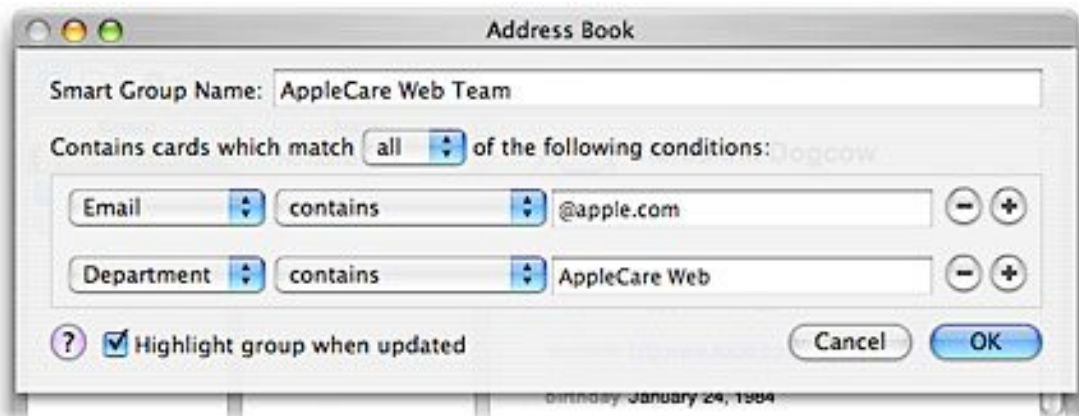 Address Book
Smart Group Name: AppleCare Web Team
Contains cards which match all of the following conditions:
Dogcow
Email contains @apple.com − +
Department contains AppleCare Web − +
? Highlight group when updated Cancel OK
birthday January 24, 1984